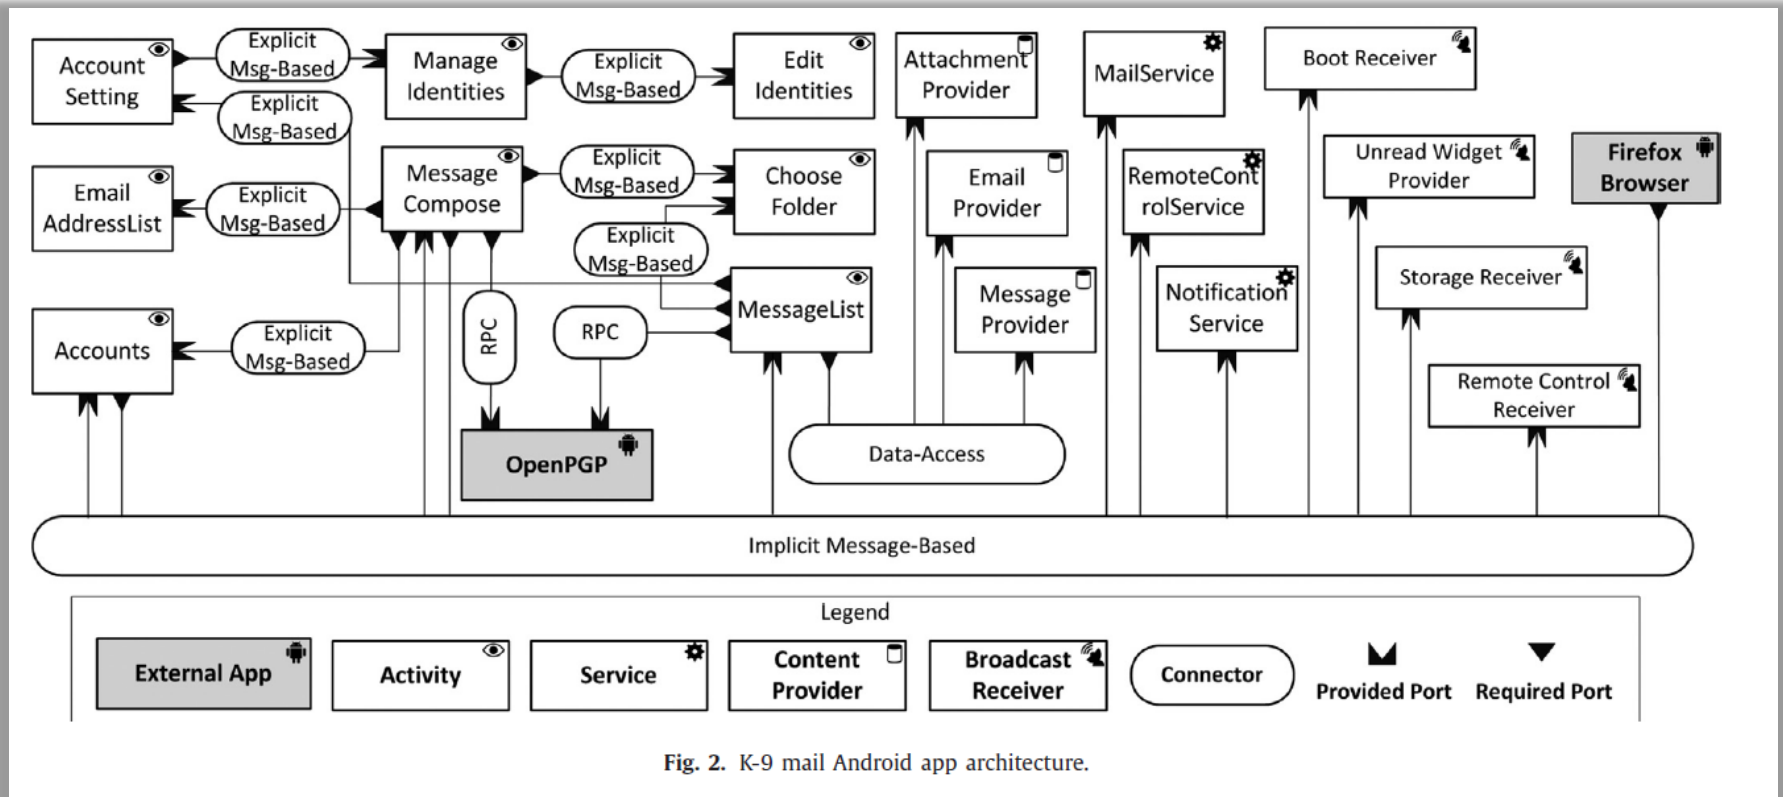 Account
Setting
Explicit
Msg-Based
Manage
Identities
Explicit
Msg-Based
Edit
Identities
Attachment
Provider
MailService
Boot Receiver
Explicit
Msg-Based
Email
AddressList
Explicit
Msg-Based
Message
Compose
Explicit
Msg-Based
Choose
Folder
Email
Provider
RemoteCont
rolService
Unread Widget
Provider
Firefox
Browser
Explicit
Msg-Based
Accounts
Explicit
Msg-Based
RPC
RPC
MessageList
Message
Provider
Notification
Service
Storage Receiver
Remote Control
Receiver
OpenPGP
Data-Access
Implicit Message-Based
Legend
External App
Activity
Service
Content
Provider
Broadcast
Receiver
Connector
Provided Port
Required Port
Fig. 2. K-9 mail Android app architecture.